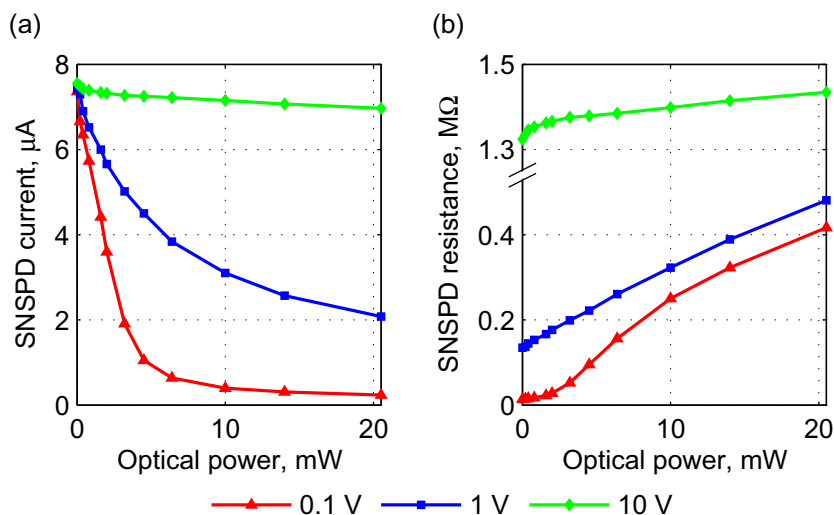 (a)
8
6
4
2
0
0
10
20
SNSPD current, μA
Optical power, mW
(b)
1.5
1.3
0.4
0.2
0
0
10
20
SNSPD resistance, MΩ
Optical power, mW
0.1 V
1 V
10 V